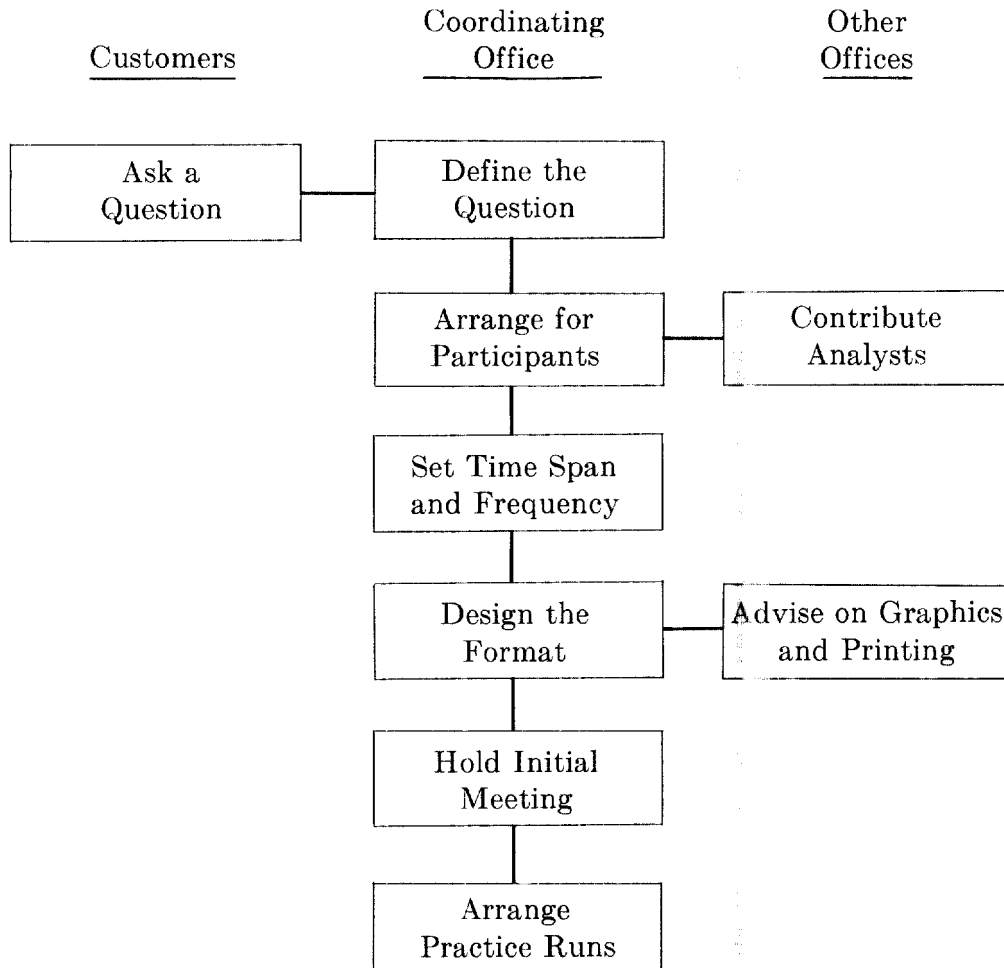 Customers
Coordinating
Office
Other
Offices
Ask a
Question
Define the
Question
Arrange for
Participants
Contribute
Analysts
Set Time Span
and Frequency
Design the
Format
Advise on Graphics
and Printing
Hold Initial
Meeting
Arrange
Practice Runs